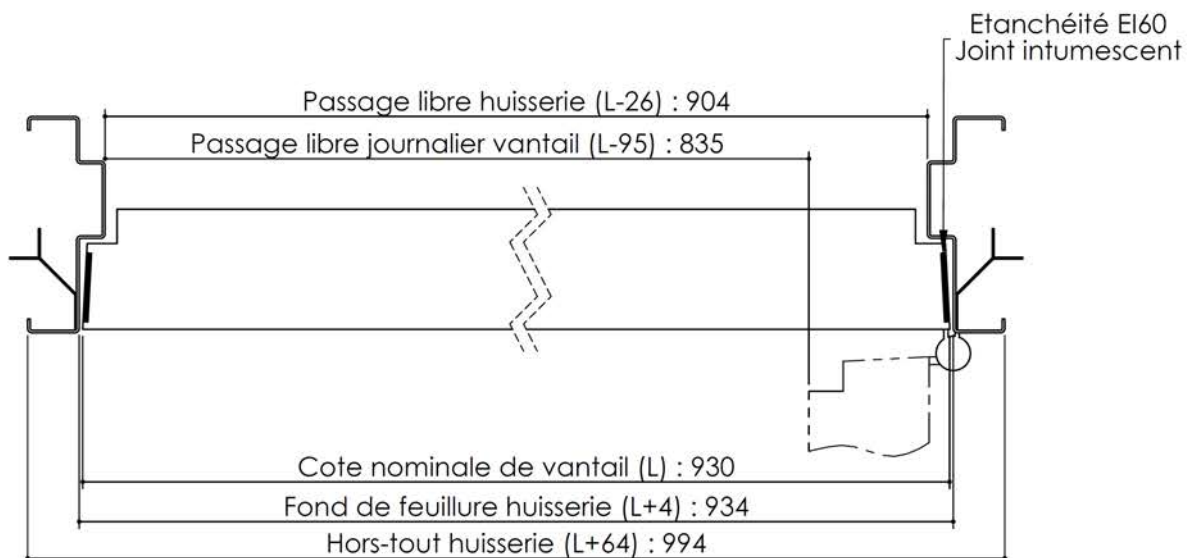 Etanchéité EI60
Joint intumescent
Passage libre huisserie (L-26) : 904
Passage libre journalier vantail (L-95) : 835
Cote nominale de vantail (L) : 930
Fond de feuillure huisserie (L+4) : 934
Hors-tout huisserie (L+64) : 994